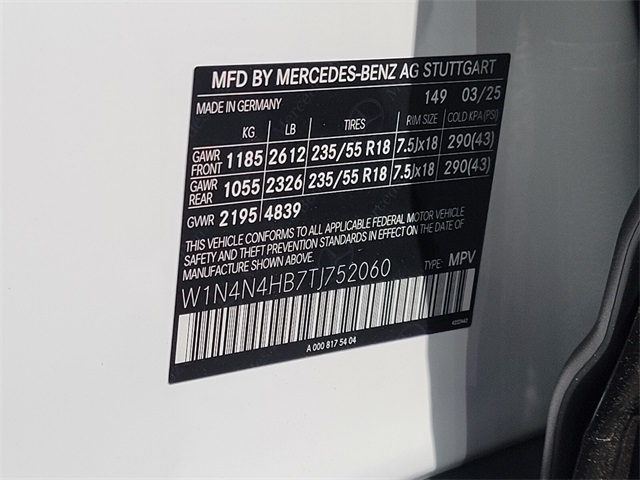 MFD BY MERCEDES-BENZ AG STUTTGART
MADE IN GERMANY 149 03/25
KG LB TIRES RIM SIZE COLD KPA(PSI)
GAWR FRONT 1185 2612 235/55 R18 7.5Jx18 290(43)
GAWR REAR 1055 2326 235/55 R18 7.5Jx18 290(43)
GVWR 2195 4839
THIS VEHICLE CONFORMS TO ALL APPLICABLE FEDERAL MOTOR VEHICLE
SAFETY AND THEFT PREVENTION STANDARDS IN EFFECT ON DATE OF
MANUFACTURE
W1N4N4HB7TJ752060 TYPE: MPV
A 000 817 54 04